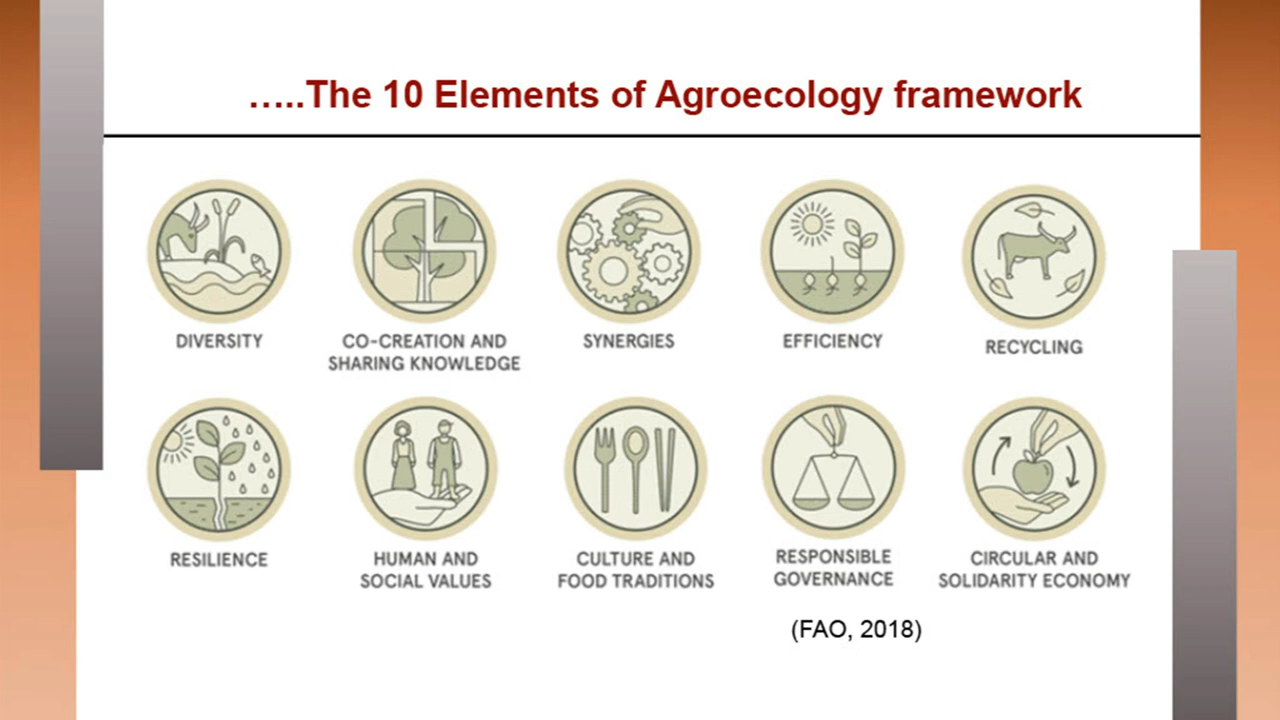 .....The 10 Elements of Agroecology framework
DIVERSITY
CO-CREATION AND
SHARING KNOWLEDGE
SYNERGIES
EFFICIENCY
RECYCLING
RESILIENCE
HUMAN AND
SOCIAL VALUES
CULTURE AND
FOOD TRADITIONS
RESPONSIBLE
GOVERNANCE
CIRCULAR AND
SOLIDARITY ECONOMY
(FAO, 2018)